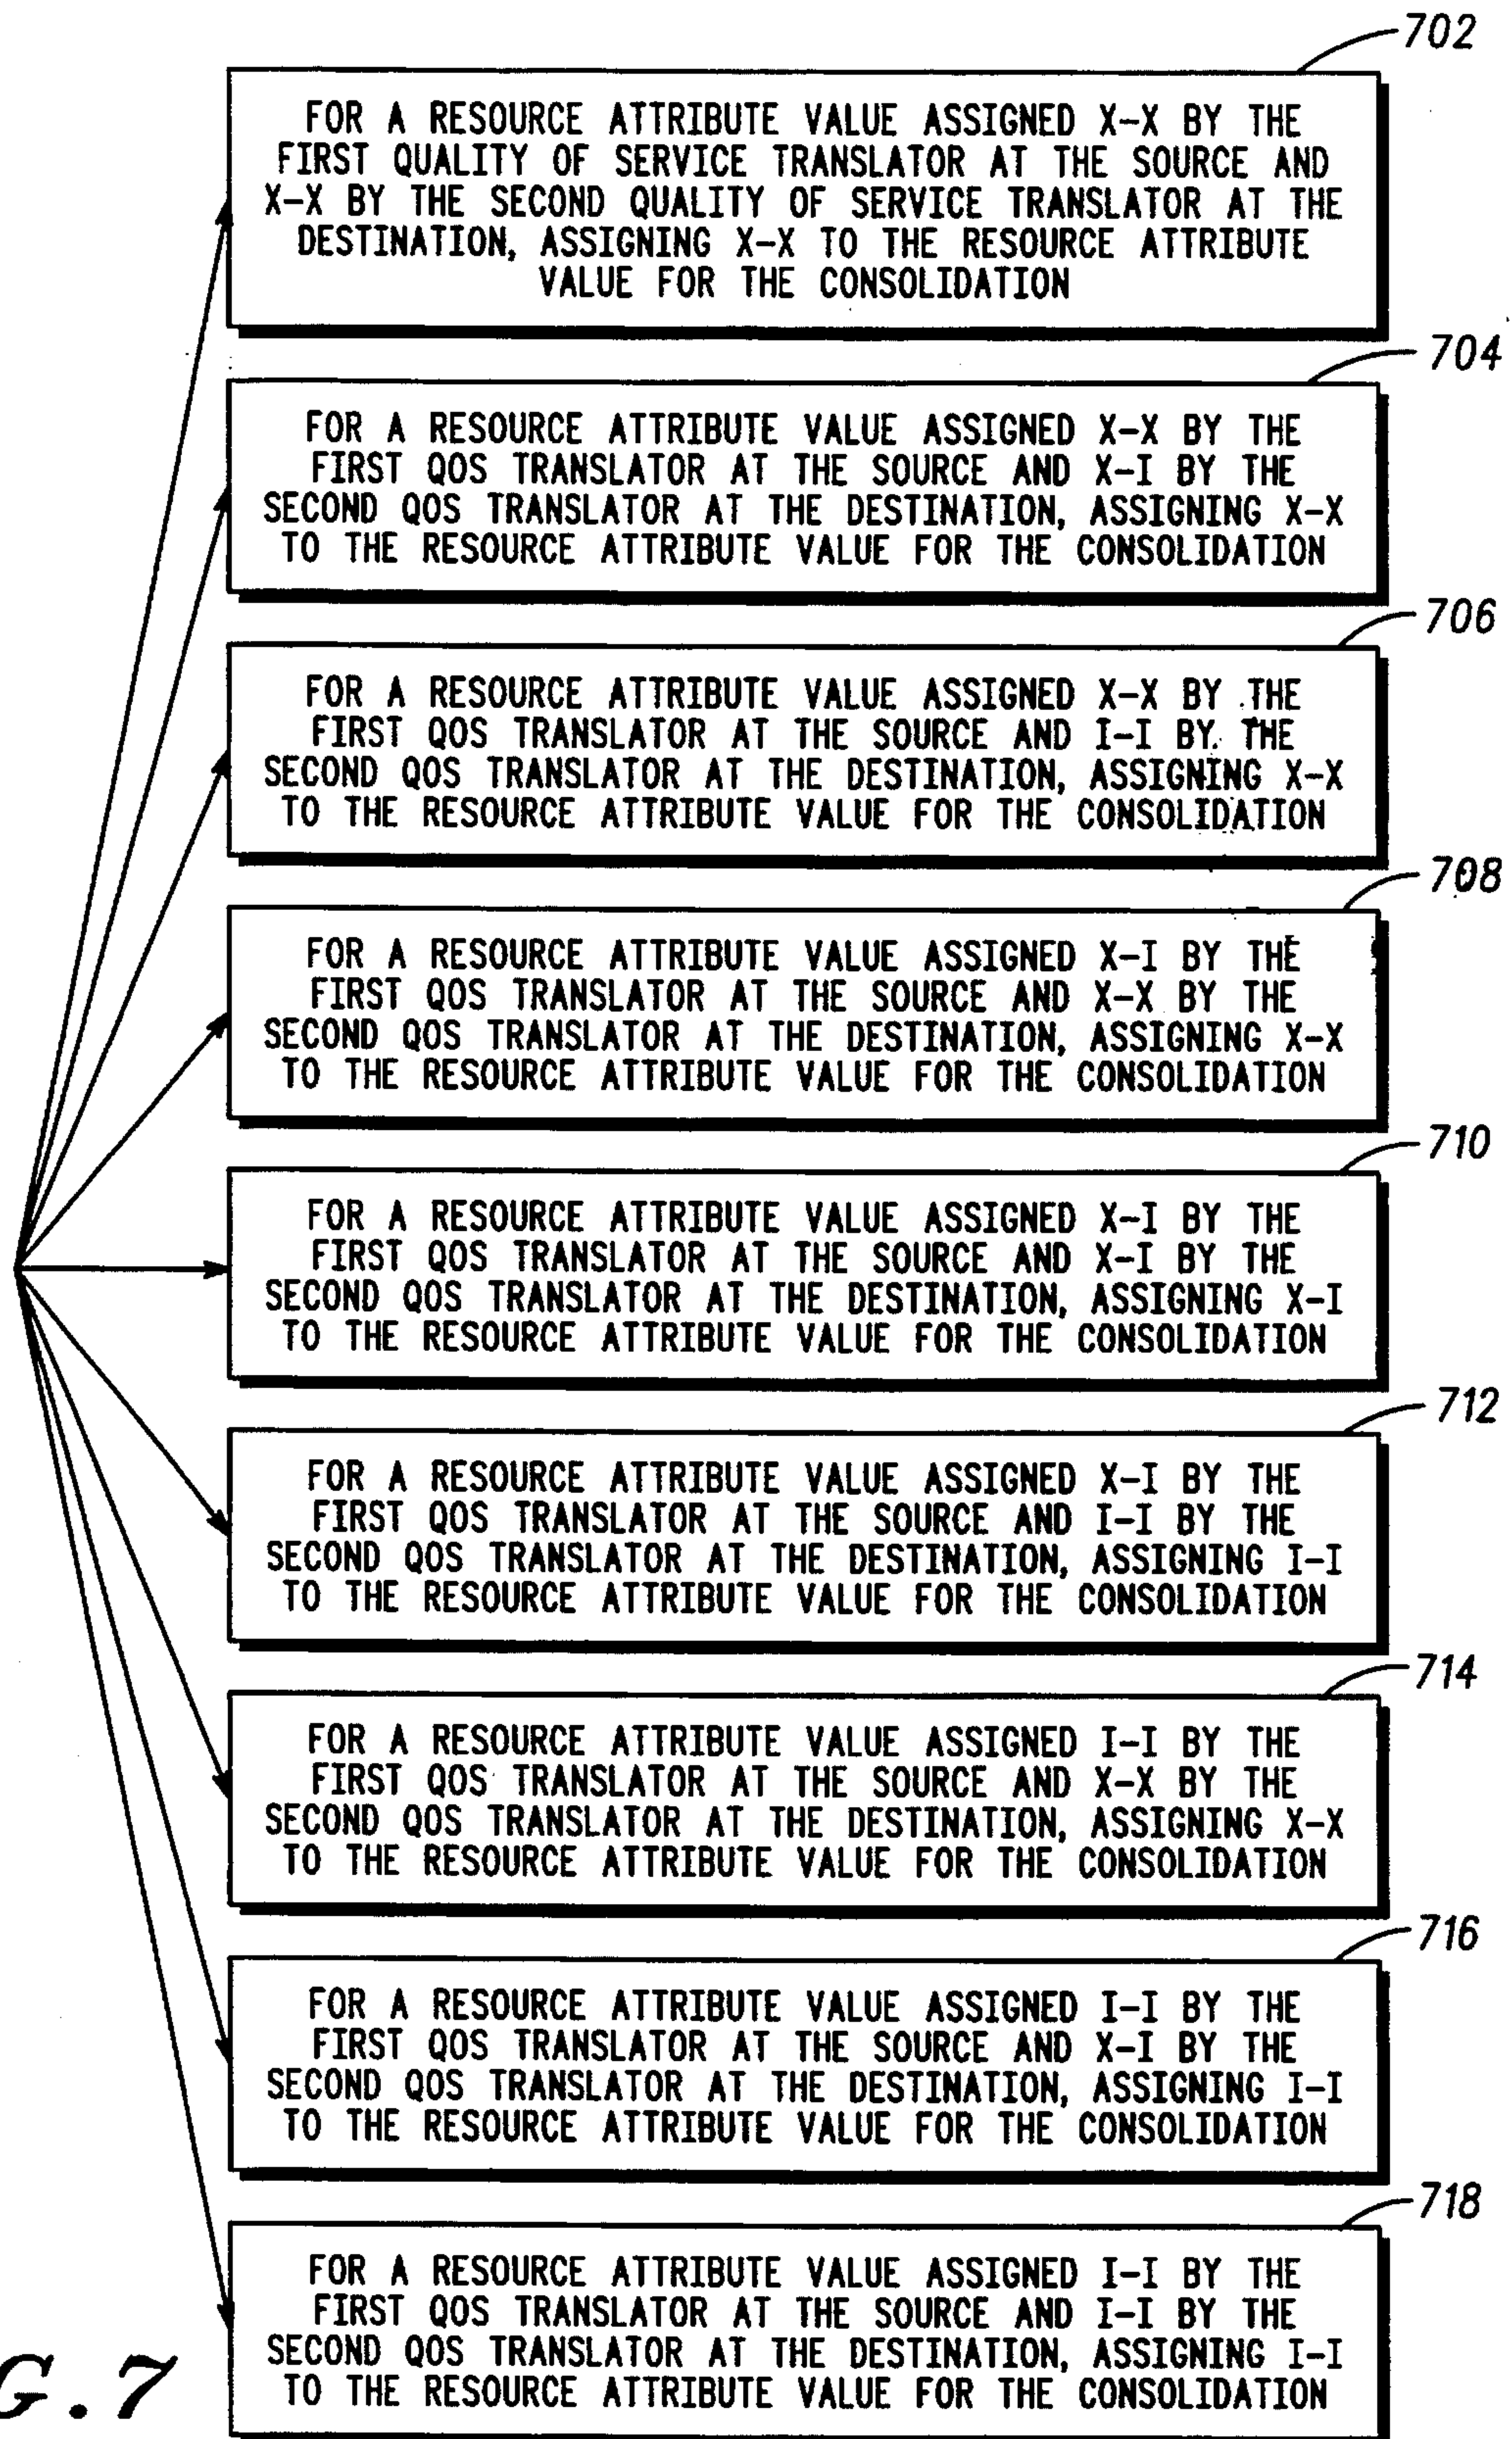 702
FOR A RESOURCE ATTRIBUTE VALUE ASSIGNED X-X BY THE
FIRST QUALITY OF SERVICE TRANSLATOR AT THE SOURCE AND
X-X BY THE SECOND QUALITY OF SERVICE TRANSLATOR AT THE
DESTINATION, ASSIGNING X-X TO THE RESOURCE ATTRIBUTE
VALUE FOR THE CONSOLIDATION
704
FOR A RESOURCE ATTRIBUTE VALUE ASSIGNED X-X BY THE
FIRST QOS TRANSLATOR AT THE SOURCE AND X-I BY THE
SECOND QOS TRANSLATOR AT THE DESTINATION, ASSIGNING X-X
TO THE RESOURCE ATTRIBUTE VALUE FOR THE CONSOLIDATION
706
FOR A RESOURCE ATTRIBUTE VALUE ASSIGNED X-X BY THE
FIRST QOS TRANSLATOR AT THE SOURCE AND I-I BY THE
SECOND QOS TRANSLATOR AT THE DESTINATION, ASSIGNING X-X
TO THE RESOURCE ATTRIBUTE VALUE FOR THE CONSOLIDATION
708
FOR A RESOURCE ATTRIBUTE VALUE ASSIGNED X-I BY THE
FIRST QOS TRANSLATOR AT THE SOURCE AND X-X BY THE
SECOND QOS TRANSLATOR AT THE DESTINATION, ASSIGNING X-X
TO THE RESOURCE ATTRIBUTE VALUE FOR THE CONSOLIDATION
710
FOR A RESOURCE ATTRIBUTE VALUE ASSIGNED X-I BY THE
FIRST QOS TRANSLATOR AT THE SOURCE AND X-I BY THE
SECOND QOS TRANSLATOR AT THE DESTINATION, ASSIGNING X-I
TO THE RESOURCE ATTRIBUTE VALUE FOR THE CONSOLIDATION
712
FOR A RESOURCE ATTRIBUTE VALUE ASSIGNED X-I BY THE
FIRST QOS TRANSLATOR AT THE SOURCE AND I-I BY THE
SECOND QOS TRANSLATOR AT THE DESTINATION, ASSIGNING I-I
TO THE RESOURCE ATTRIBUTE VALUE FOR THE CONSOLIDATION
714
FOR A RESOURCE ATTRIBUTE VALUE ASSIGNED I-I BY THE
FIRST QOS TRANSLATOR AT THE SOURCE AND X-X BY THE
SECOND QOS TRANSLATOR AT THE DESTINATION, ASSIGNING X-X
TO THE RESOURCE ATTRIBUTE VALUE FOR THE CONSOLIDATION
716
FOR A RESOURCE ATTRIBUTE VALUE ASSIGNED I-I BY THE
FIRST QOS TRANSLATOR AT THE SOURCE AND X-I BY THE
SECOND QOS TRANSLATOR AT THE DESTINATION, ASSIGNING I-I
TO THE RESOURCE ATTRIBUTE VALUE FOR THE CONSOLIDATION
718
FOR A RESOURCE ATTRIBUTE VALUE ASSIGNED I-I BY THE
FIRST QOS TRANSLATOR AT THE SOURCE AND I-I BY THE
SECOND QOS TRANSLATOR AT THE DESTINATION, ASSIGNING I-I
TO THE RESOURCE ATTRIBUTE VALUE FOR THE CONSOLIDATION
G.7